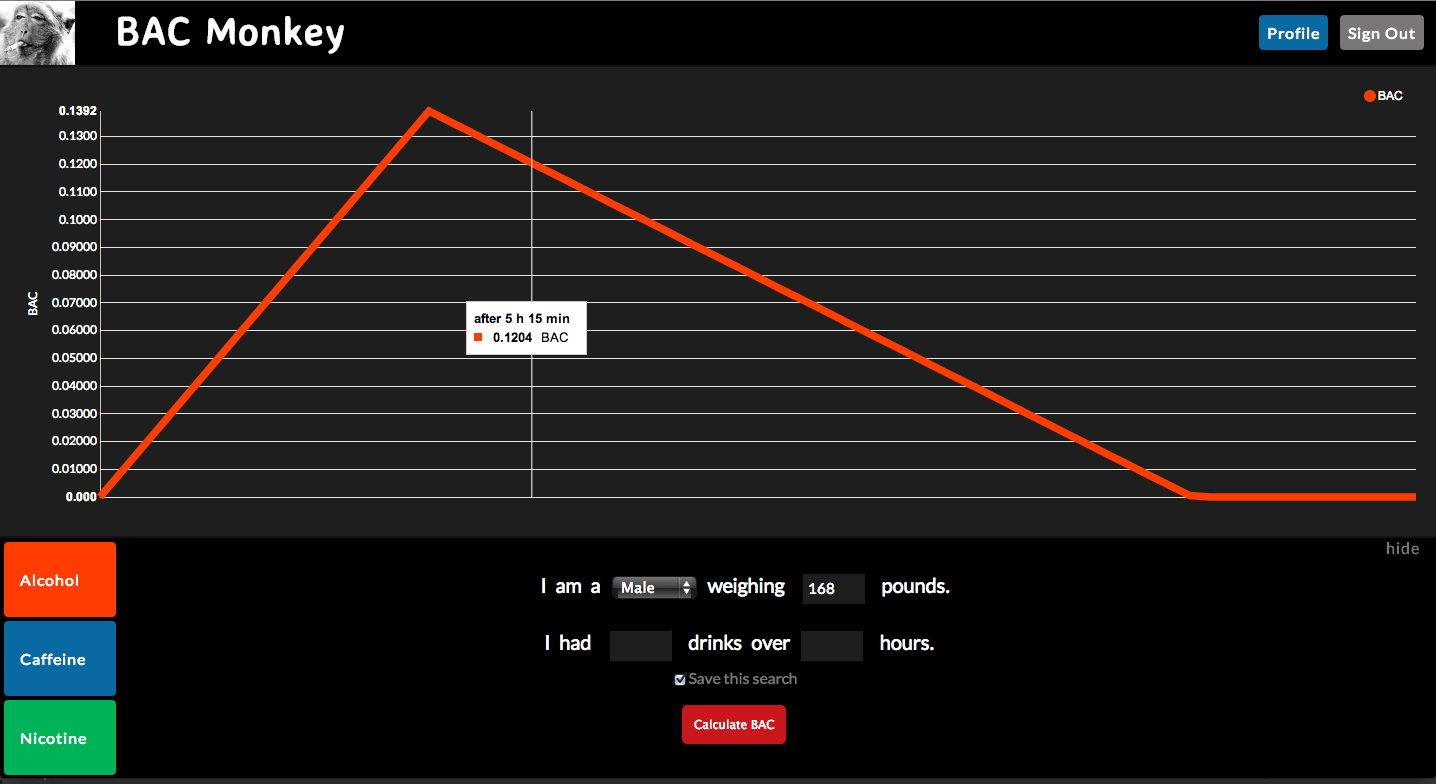 BAC Monkey
Profile
Sign Out
BAC
0.1392
0.1300
0.1200
0.1100
0.1000
0.09000
0.08000
0.07000
0.06000
0.05000
0.04000
0.03000
0.02000
0.01000
0.000
BAC
after 5 h 15 min
0.1204 BAC
hide
Alcohol
Caffeine
Nicotine
I am a Male weighing 168 pounds.
I had drinks over hours.
Save this search
Calculate BAC